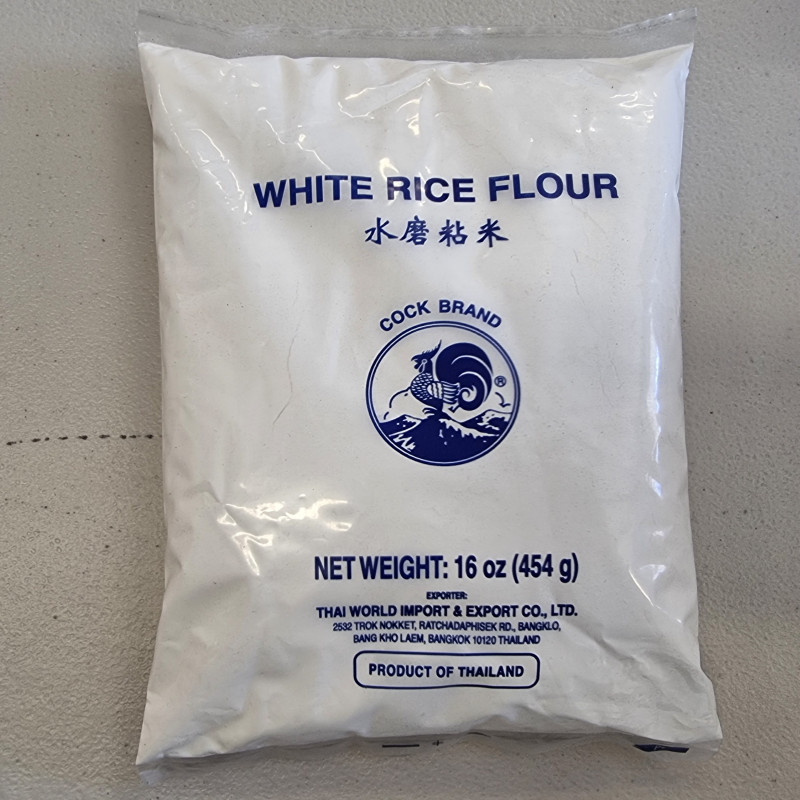 WHITE RICE FLOUR
水磨粘米
COCK BRAND
®
NET WEIGHT: 16 oz (454 g)
EXPORTER:
THAI WORLD IMPORT & EXPORT CO., LTD.
2532 TROK NOKKET, RATCHADAPHISEK RD., BANGKLO,
BANG KHO LAEM, BANGKOK 10120 THAILAND
PRODUCT OF THAILAND